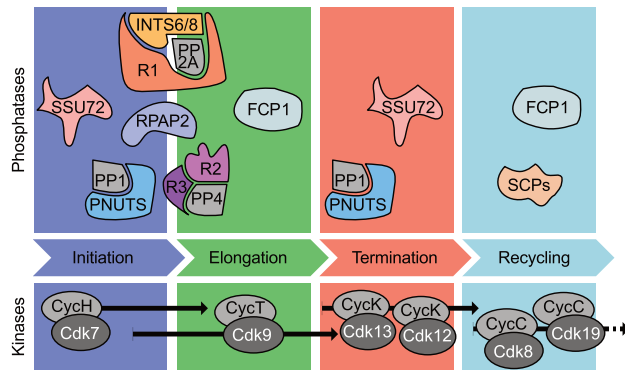 Phosphatases
INTS6/8
PP
2A
R1
SSU72
RPAP2
FCP1
PP1
PNUTS
R2
R3
PP4
SSU72
PP1
PNUTS
FCP1
SCPs
Initiation
Elongation
Termination
Recycling
Kinases
CycH
Cdk7
CycT
Cdk9
CycK
Cdk13
CycK
Cdk12
CycC
Cdk8
CycC
Cdk19